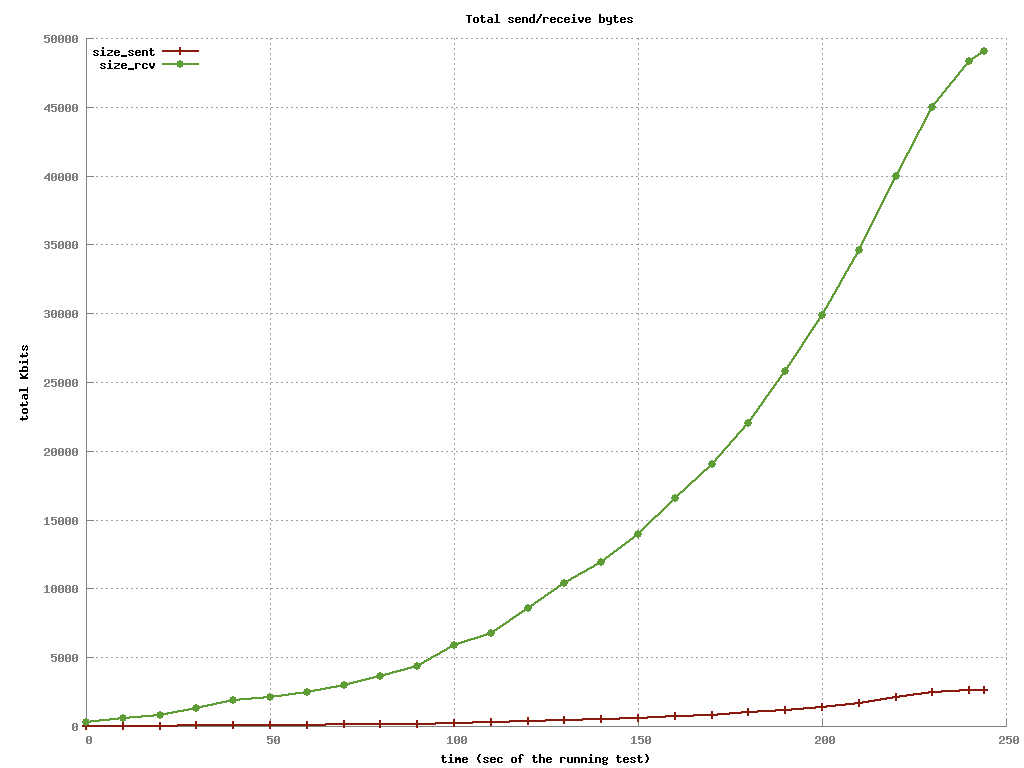 Total send/receive bytes
size_sent
size_rcv
50000
45000
40000
35000
30000
25000
20000
15000
10000
5000
0
total Kbits
0 50 100 150 200 250
time (sec of the running test)